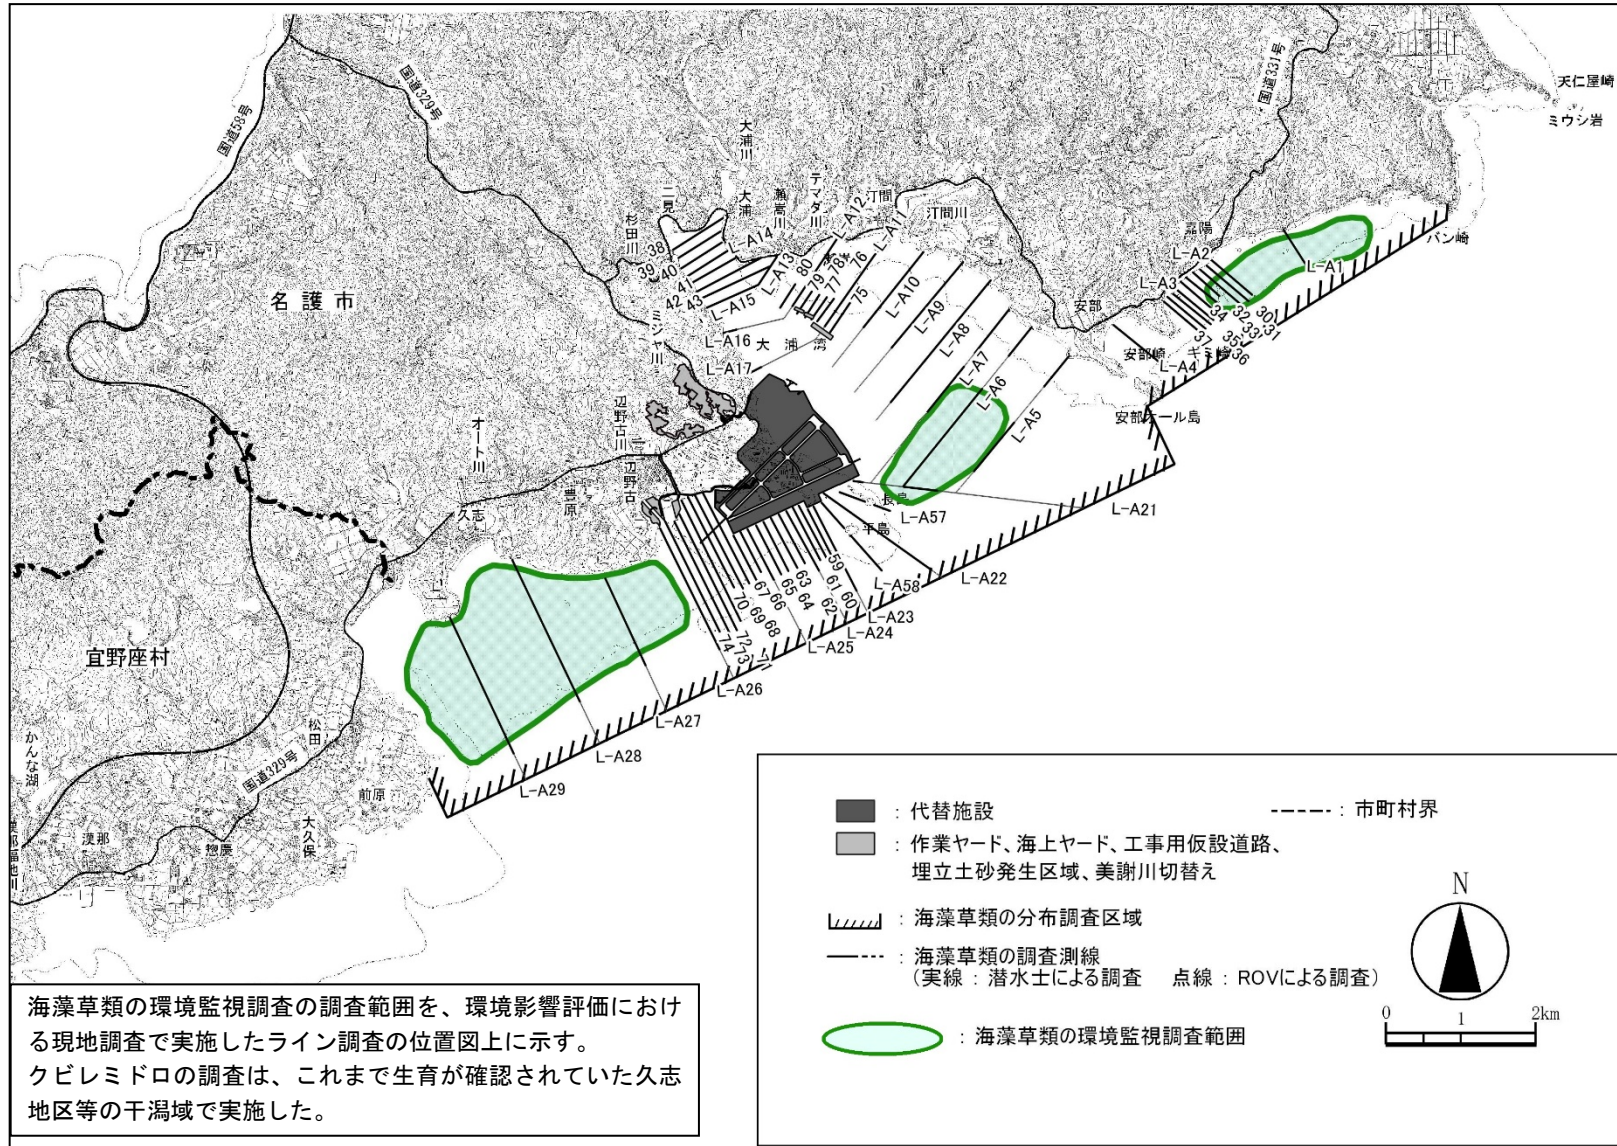 天仁屋崎
ミウシ岩
バン崎
国道331号
国道329号
国道58号
大浦川
二見
杉田川
大浦
瀬嵩川
テマダ川
汀間
汀間川
嘉陽
安部
安部崎
ギミ崎
安部オール島
名護市
ミジャ川
大浦湾
辺野古川
辺野古
オート川
豊原
久志
長島
平島
宜野座村
かんな湖
松田
国道329号
前原
大久保
惣慶
漢那
漢那福地川
L-A1
L-A2
L-A3
L-A4
L-A5
L-A6
L-A7
L-A8
L-A9
L-A10
L-A11
L-A12
L-A13
L-A14
L-A15
L-A16
L-A17
L-A21
L-A22
L-A23
L-A24
L-A25
L-A26
L-A27
L-A28
L-A29
L-A57
L-A58
30
31
32
33
34
35
36
37
38
39
40
41
42
43
59
60
61
62
63
64
65
66
67
68
69
70
71
72
73
74
75
76
77
78
79
80
:代替施設
:市町村界
:作業ヤード、海上ヤード、工事用仮設道路、
埋立土砂発生区域、美謝川切替え
:海藻草類の分布調査区域
:海藻草類の調査測線
(実線:潜水士による調査 点線:ROVによる調査)
:海藻草類の環境監視調査範囲
N
0 1 2km
海藻草類の環境監視調査の調査範囲を、環境影響評価におけ
る現地調査で実施したライン調査の位置図上に示す。
クビレミドロの調査は、これまで生育が確認されていた久志
地区等の干潟域で実施した。